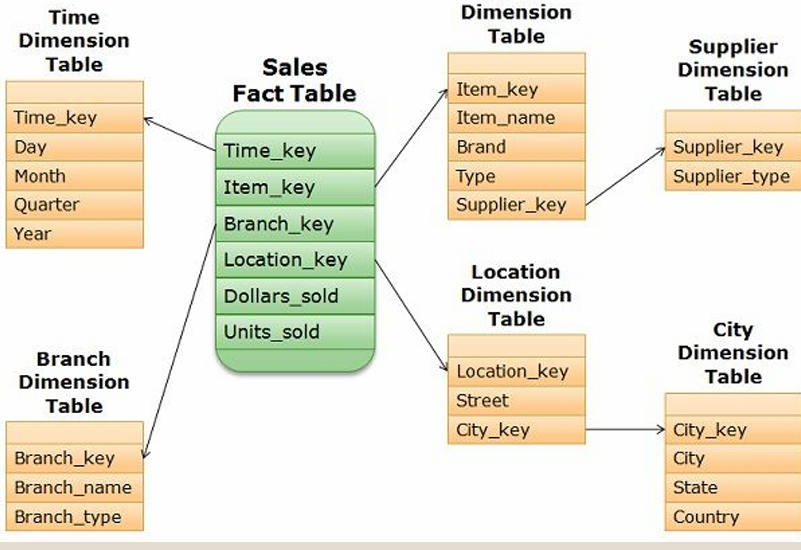 Time
Dimension
Table
Time_key
Day
Month
Quarter
Year
Sales
Fact Table
Time_key
Item_key
Branch_key
Location_key
Dollars_sold
Units_sold
Dimension
Table
Item_key
Item_name
Brand
Type
Supplier_key
Supplier
Dimension
Table
Supplier_key
Supplier_type
Branch
Dimension
Table
Branch_key
Branch_name
Branch_type
Location
Dimension
Table
Location_key
Street
City_key
City
Dimension
Table
City_key
City
State
Country